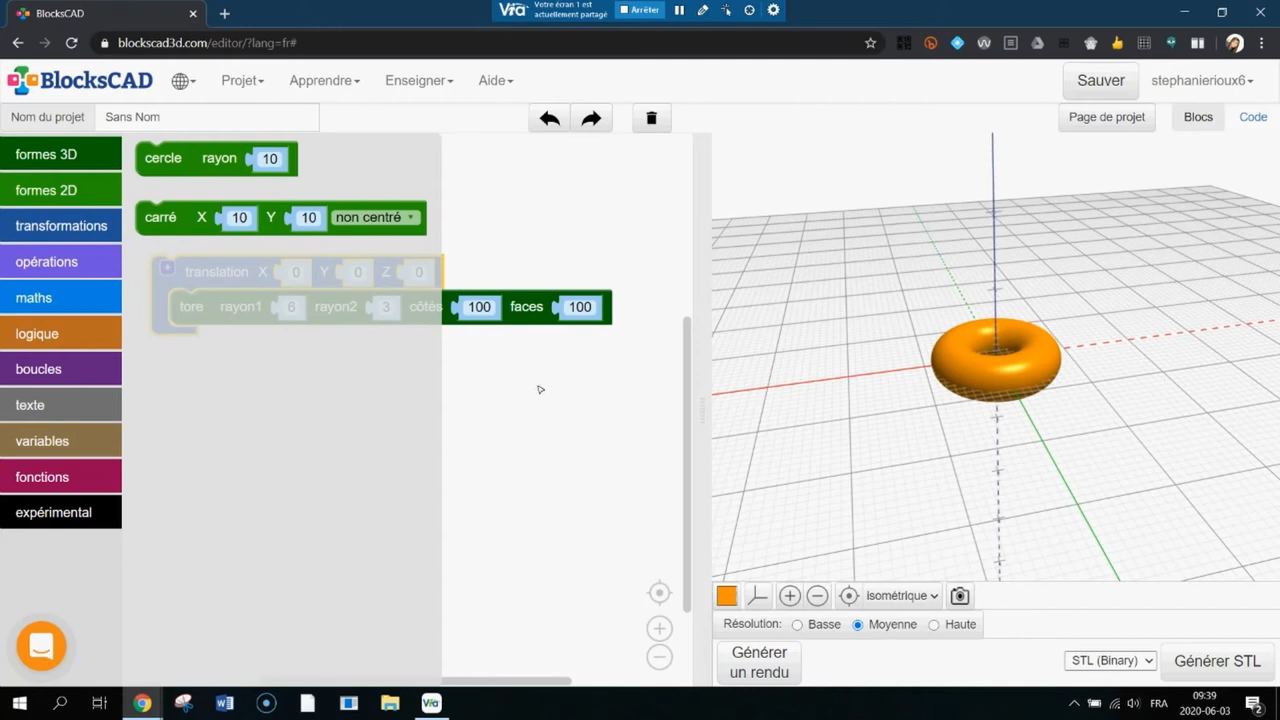 BlocksCAD
Vía
Votre écran 1 est
actuellement partagé
Arrêter
blockscad3d.com/editor/?lang=fr#
BlocksCAD
Projet
Apprendre
Enseigner
Aide
Sauver
stephanierioux6
Nom du projet
Sans Nom
Page de projet
Blocs
Code
formes 3D
formes 2D
transformations
opérations
maths
logique
boucles
texte
variables
fonctions
expérimental
cercle rayon 10
carré X 10 Y 10 non centré
translation X 0 Y 0 Z 0
tore rayon1 6 rayon2 3 côtés 100 faces 100
isométrique
Résolution: Basse Moyenne Haute
Générer
un rendu
STL (Binary)
Générer STL
Vía
FRA
09:39
2020-06-03
2